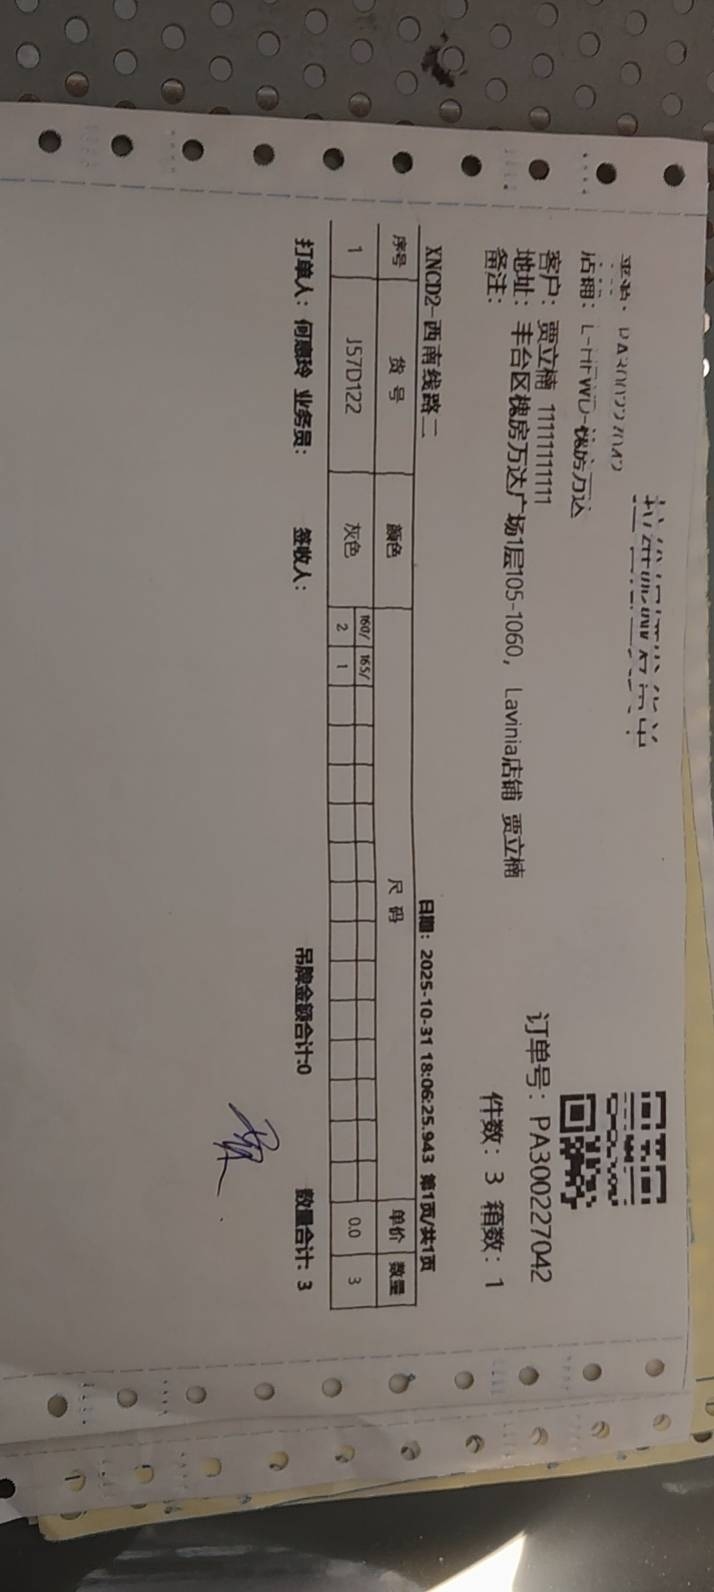 PA300227042
店铺：L-HFWD-槐房万达
客户：贾立楠 11111111111
订单号：PA300227042
地址：丰台区槐房万达广场1层105-1060， Lavinia店铺 贾立楠
备注：
件数：3 箱数：1
XNCD2-西南线路二
日期：2025-10-31 18:06:25.943 第1页/共1页
序号 货号 颜色 尺码 单价 数量
160/ 165/
1 J57D122 灰色 2 1 0.0 3
打单人：何惠玲 业务员： 签收人： 吊牌金额合计:0 数量合计: 3